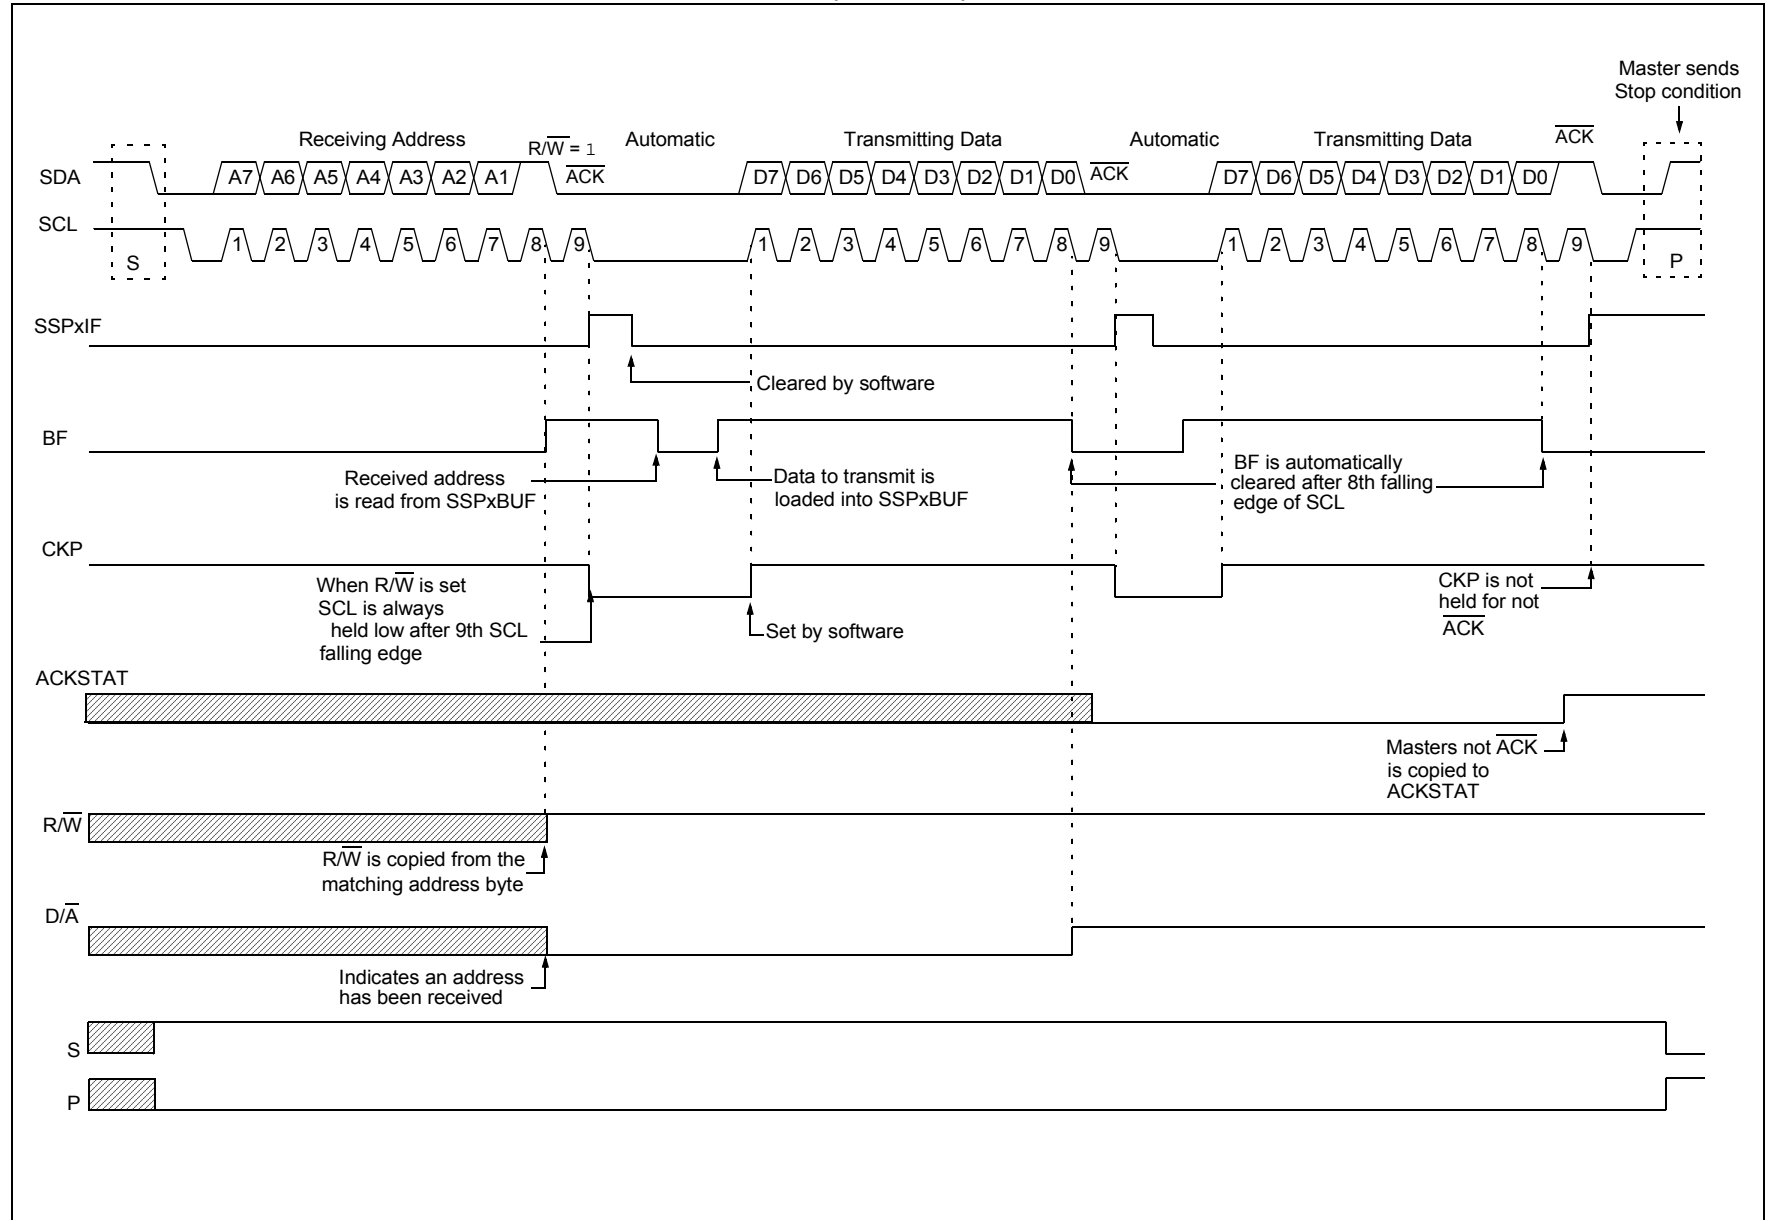 Master sends
Stop condition
Receiving Address
R/W = 1
Automatic
Transmitting Data
Automatic
Transmitting Data
ACK
SDA
A7 A6 A5 A4 A3 A2 A1
ACK
D7 D6 D5 D4 D3 D2 D1 D0
ACK
D7 D6 D5 D4 D3 D2 D1 D0
SCL
S
1 2 3 4 5 6 7 8 9
1 2 3 4 5 6 7 8 9
1 2 3 4 5 6 7 8 9
P
SSPxIF
Cleared by software
BF
Received address
is read from SSPxBUF
Data to transmit is
loaded into SSPxBUF
BF is automatically
cleared after 8th falling
edge of SCL
CKP
When R/W is set
SCL is always
held low after 9th SCL
falling edge
Set by software
CKP is not
held for not
ACK
ACKSTAT
Masters not ACK
is copied to
ACKSTAT
R/W
R/W is copied from the
matching address byte
D/A
Indicates an address
has been received
S
P